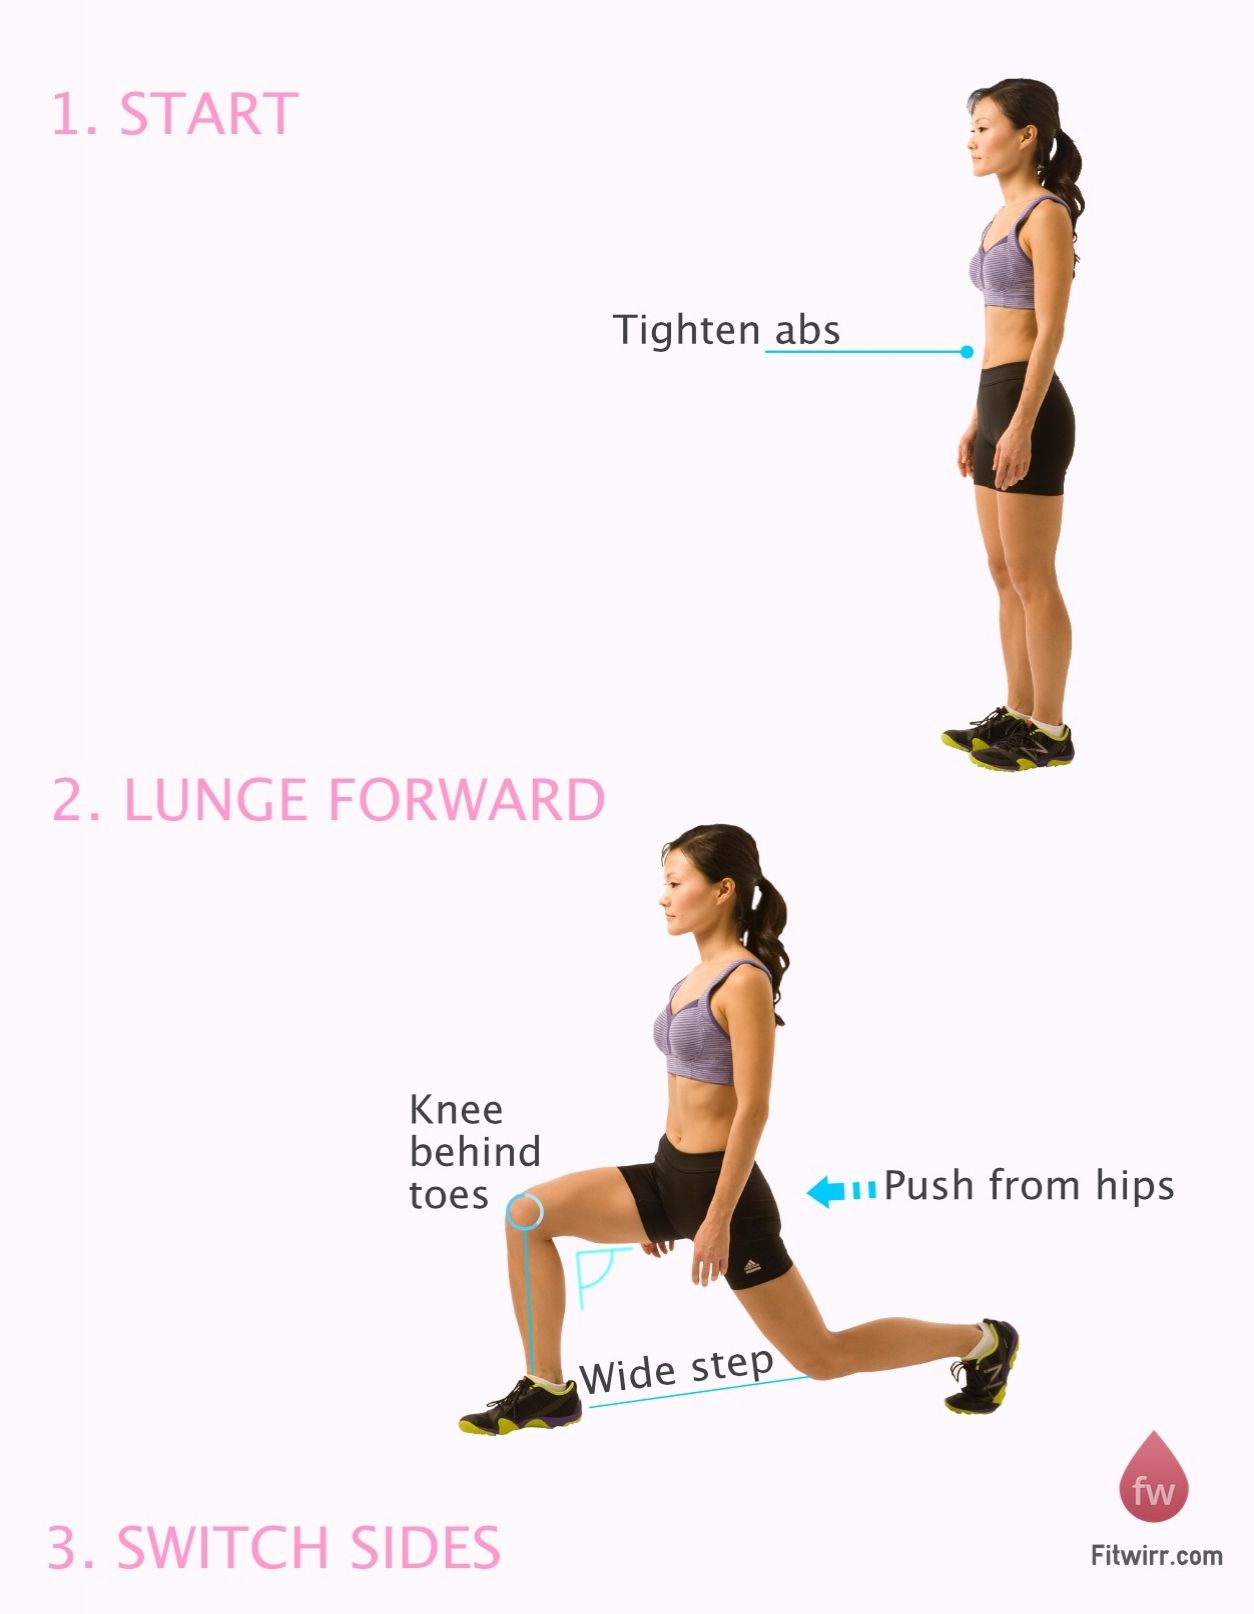 1. START
Tighten abs
2. LUNGE FORWARD
Knee
behind
toes
Push from hips
Wide step
fw
Fitwirr.com
3. SWITCH SIDES